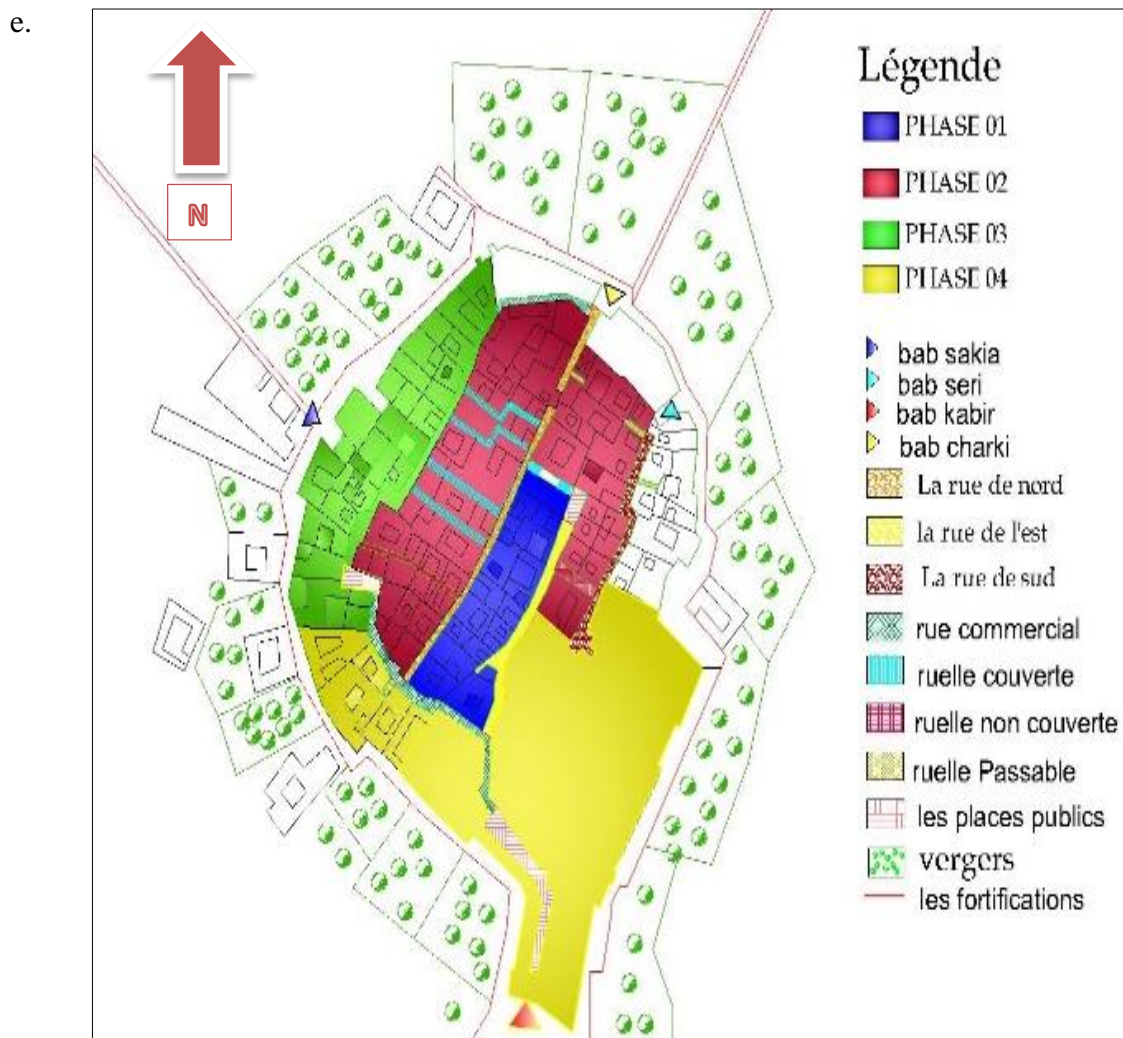 e.
N
Légende
PHASE 01
PHASE 02
PHASE 03
PHASE 04
bab sakia
bab seri
bab kabir
bab charki
La rue de nord
la rue de l'est
La rue de sud
rue commercial
ruelle couverte
ruelle non couverte
ruelle Passable
les places publics
vergers
les fortifications